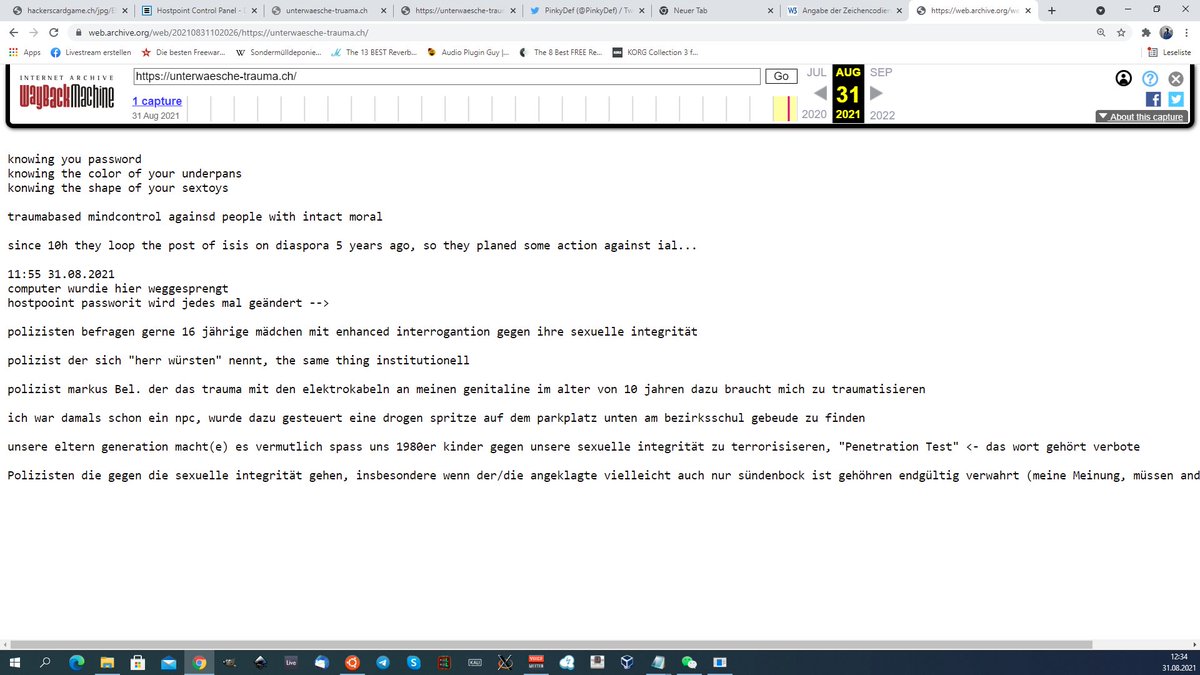 hackerscardgame.ch/jpg/E
Hostpoint Control Panel - D
unterwaesche-truama.ch
https://unterwaesche-trau
PinkyDef (@PinkyDef) / Tw
Neuer Tab
Angabe der Zeichencodier
https://web.archive.org/we
web.archive.org/web/20210831102026/https://unterwaesche-trauma.ch/
Apps
Livestream erstellen
Die besten Freewar...
Sondermülldeponie...
The 13 BEST Reverb...
Audio Plugin Guy |...
The 8 Best FREE Re...
KORG Collection 3 f...
Leseliste
INTERNET ARCHIVE
WayBackMachine
https://unterwaesche-trauma.ch/
Go
JUL AUG SEP
1 capture
31
31 Aug 2021
2020 2021 2022
About this capture
knowing you password
knowing the color of your underpans
konwing the shape of your sextoys
traumabased mindcontrol againsd people with intact moral
since 10h they loop the post of isis on diaspora 5 years ago, so they planed some action against ial...
11:55 31.08.2021
computer wurdie hier weggesprengt
hostpooint passworit wird jedes mal geändert -->
polizisten befragen gerne 16 jährige mädchen mit enhanced interrogantion gegen ihre sexuelle integrität
polizist der sich "herr würsten" nennt, the same thing institutionell
polizist markus Bel. der das trauma mit den elektrokabeln an meinen genitaline im alter von 10 jahren dazu braucht mich zu traumatisieren
ich war damals schon ein npc, wurde dazu gesteuert eine drogen spritze auf dem parkplatz unten am bezirksschul gebeude zu finden
unsere eltern generation macht(e) es vermutlich spass uns 1980er kinder gegen unsere sexuelle integrität zu terrorisiseren, "Penetration Test" <- das wort gehört verbote
Polizisten die gegen die sexuelle integrität gehen, insbesondere wenn der/die angeklagte vielleicht auch nur sündenbock ist gehöhren endgültig verwahrt (meine Meinung, müssen and
Live
12:34
31.08.2021